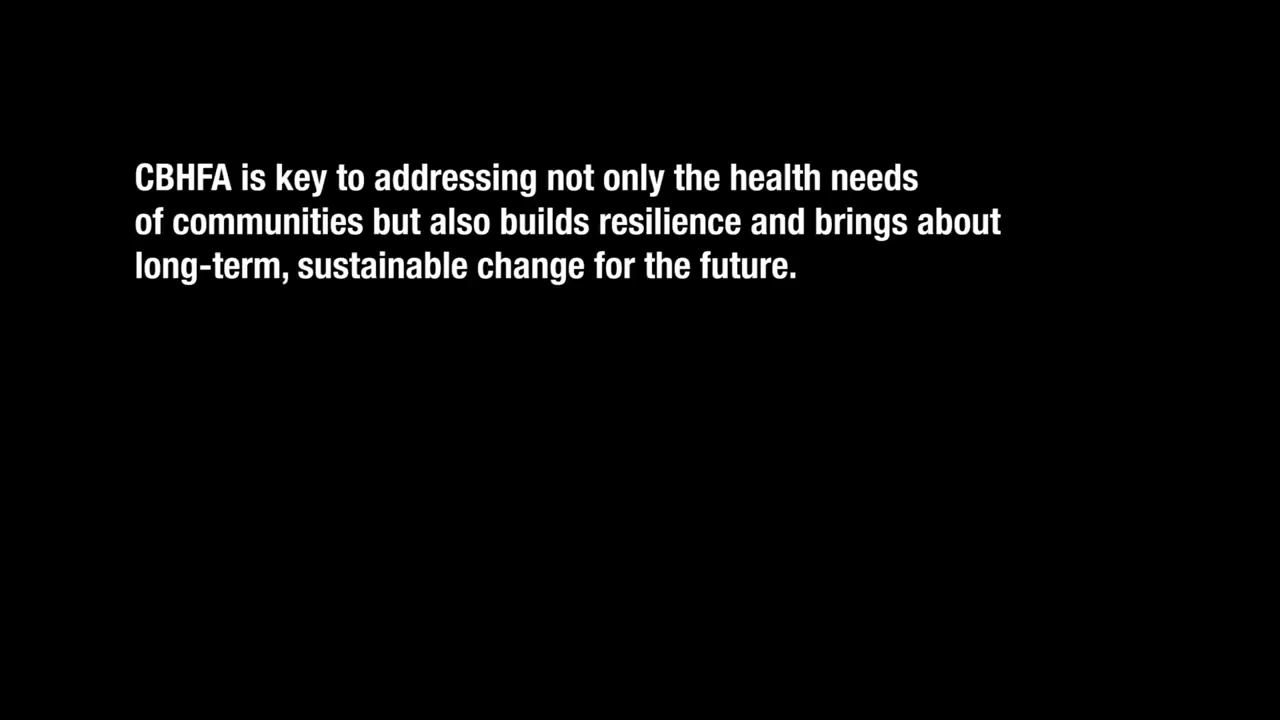 CBHFA is key to addressing not only the health needs
of communities but also builds resilience and brings about
long-term, sustainable change for the future.